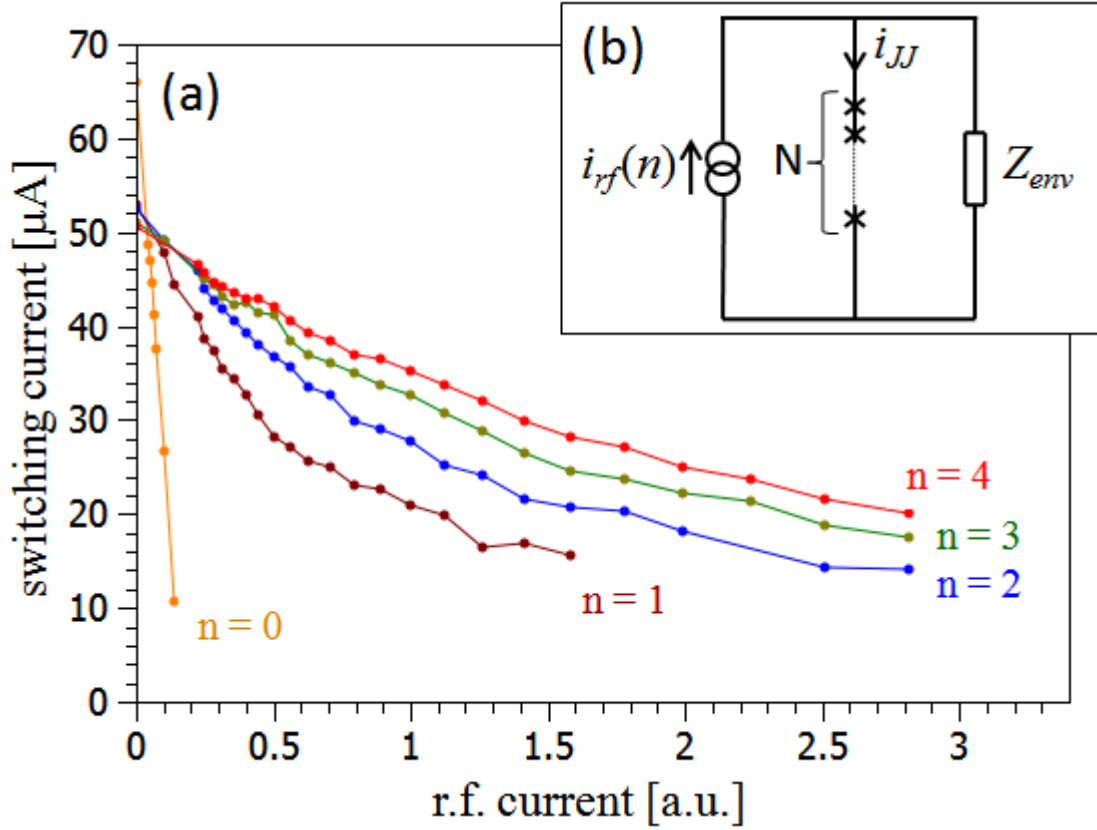 switching current [µA]
70
60
50
40
30
20
10
0
(a)
n = 0
n = 1
n = 2
n = 3
n = 4
0 0.5 1 1.5 2 2.5 3
r.f. current [a.u.]
(b)
i_JJ
i_rf(n)
N
Z_env